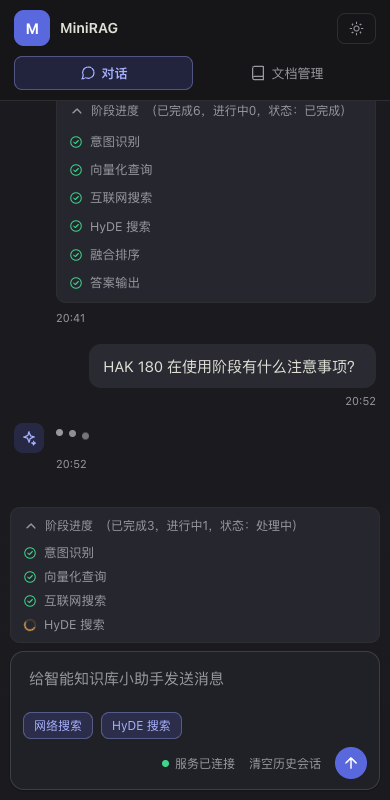 M MiniRAG
对话 文档管理
阶段进度 （已完成6，进行中0，状态：已完成）
意图识别
向量化查询
互联网搜索
HyDE 搜索
融合排序
答案输出
20:41
HAK 180 在使用阶段有什么注意事项?
20:52
20:52
阶段进度 （已完成3，进行中1，状态：处理中）
意图识别
向量化查询
互联网搜索
HyDE 搜索
给智能知识库小助手发送消息
网络搜索 HyDE 搜索
服务已连接 清空历史会话